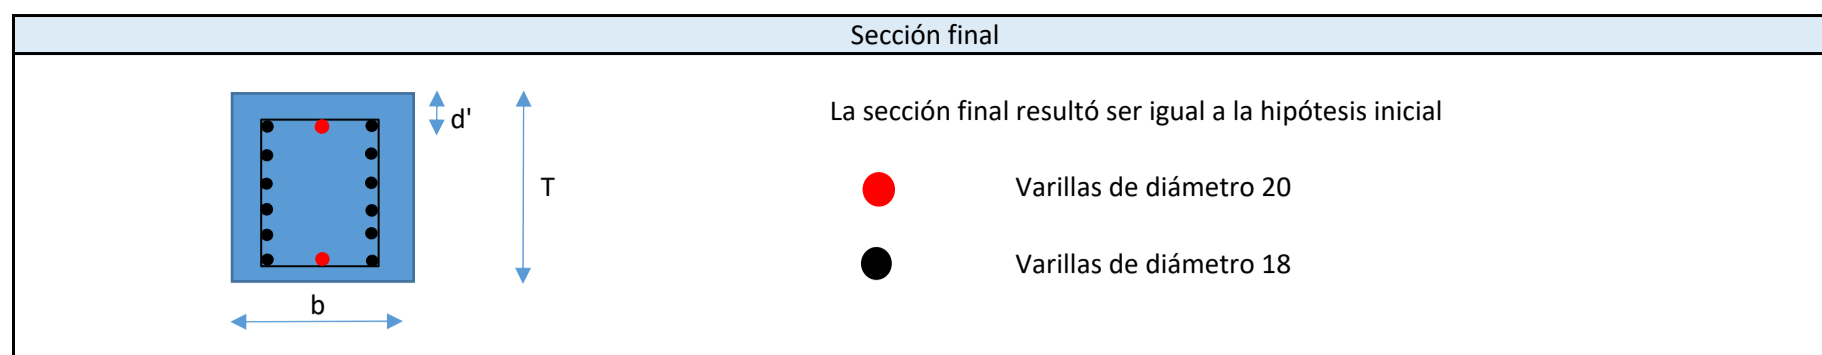 Sección final
La sección final resultó ser igual a la hipótesis inicial
d'
T
Varillas de diámetro 20
Varillas de diámetro 18
b